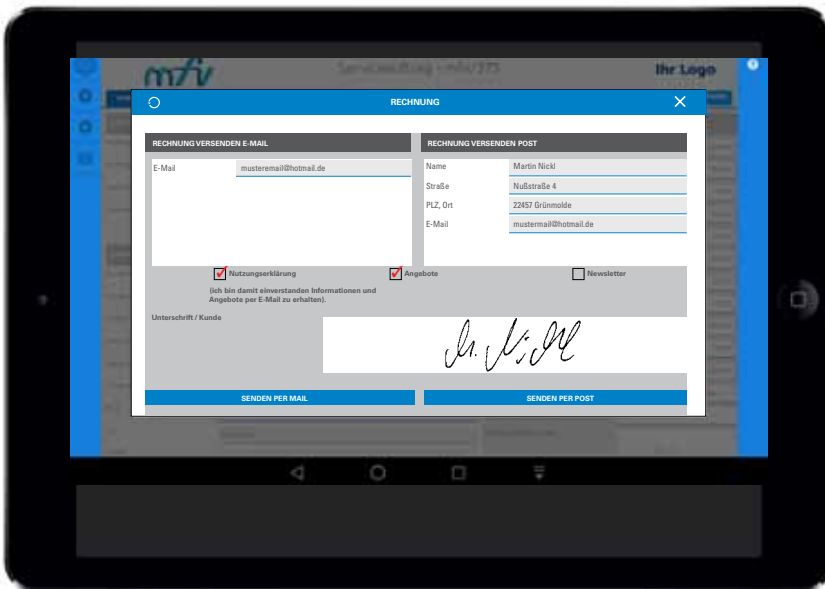 mfv
Serviceauftrag - mfv/375
Ihr Logo
RECHNUNG
RECHNUNG VERSENDEN E-MAIL
E-Mail
musteremail@hotmail.de
RECHNUNG VERSENDEN POST
Name
Martin Nickl
Straße
Nußstraße 4
PLZ, Ort
22457 Grünmolde
E-Mail
mustermail@hotmail.de
Nutzungserklärung
Angebote
Newsletter
(ich bin damit einverstanden Informationen und
Angebote per E-Mail zu erhalten).
Unterschrift / Kunde
M. Nickl
SENDEN PER MAIL
SENDEN PER POST